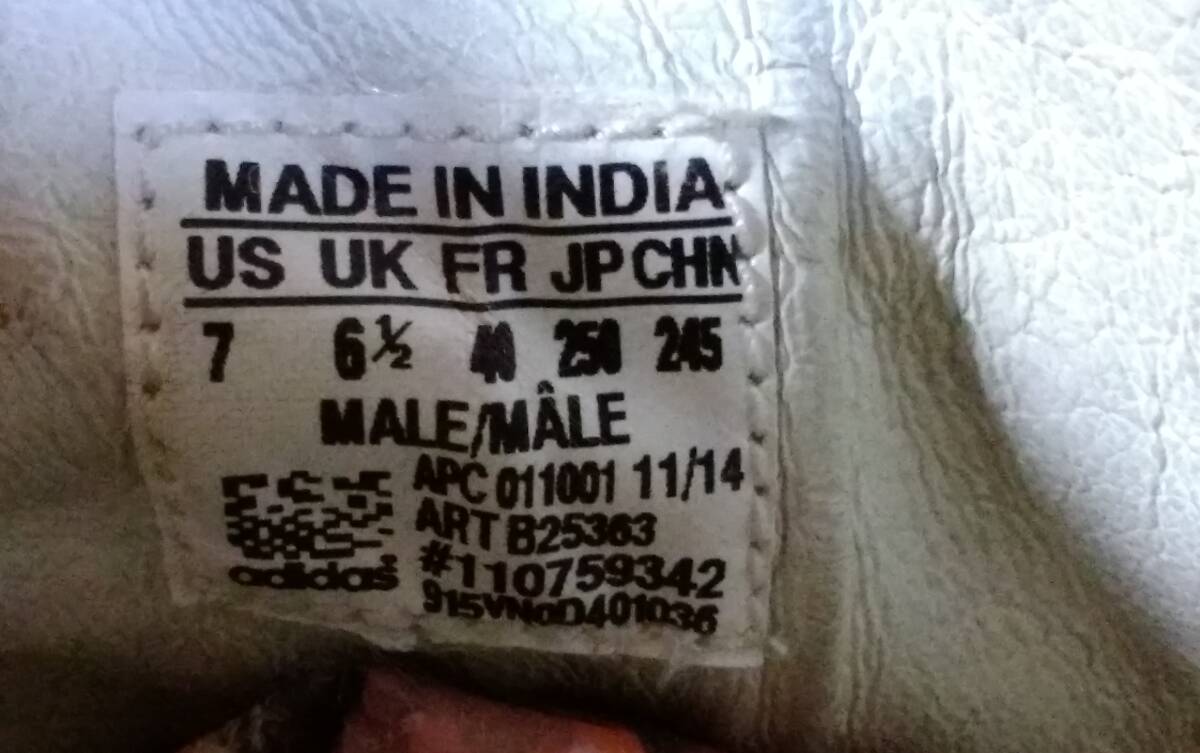 MADE IN INDIA
US UK FR JP CHN
7 6½ 40 250 245
MALE/MÂLE
APC 011001 11/14
ART B25363
#110759342
915VN0D401036
adidas